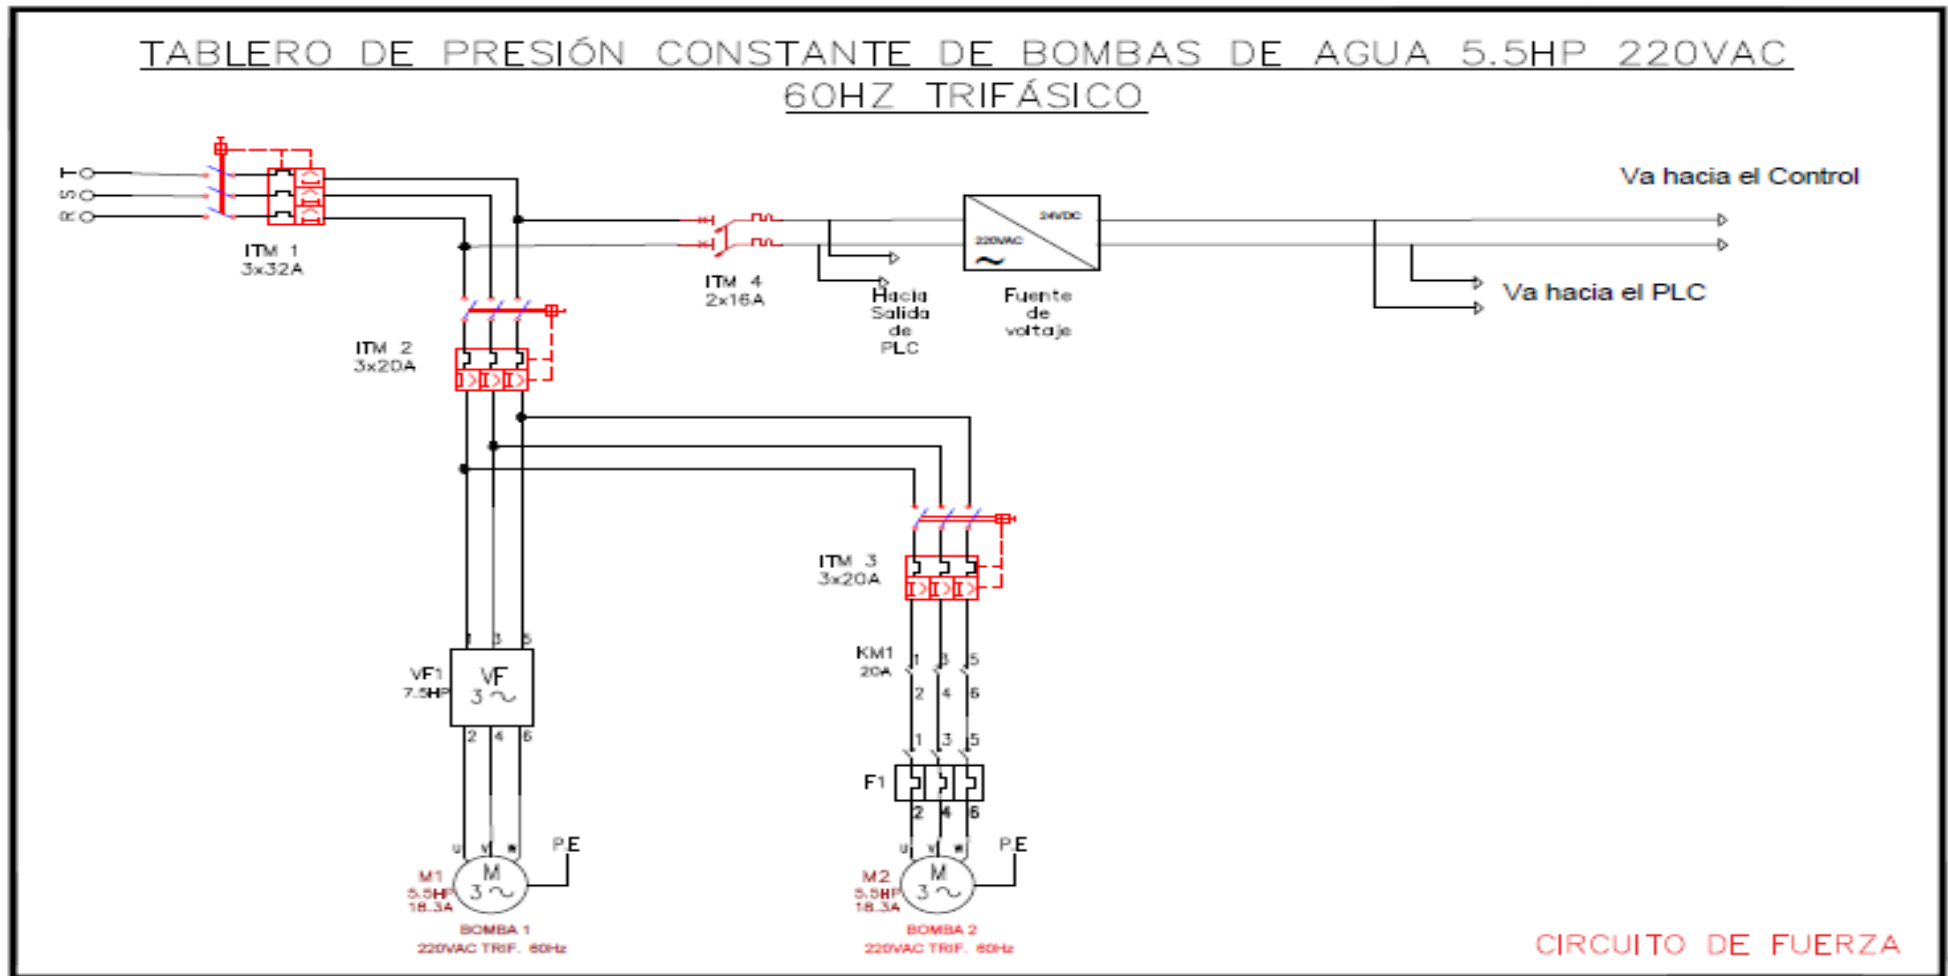 TABLERO DE PRESIÓN CONSTANTE DE BOMBAS DE AGUA 5.5HP 220VAC
60HZ TRIFÁSICO
T
S
R
ITM 1
3x32A
ITM 4
2x16A
Hacia
Salida
de
PLC
24VDC
220VAC
Fuente
de
voltaje
Va hacia el Control
Va hacia el PLC
ITM 2
3x20A
ITM 3
3x20A
1 3 5
VF1
7.5HP
VF
3
2 4 6
KM1
20A
1 3 5
2 4 6
1 3 5
F1
2 4 6
U V W
P.E
M1
5.5HP
18.3A
M
3
BOMBA 1
220VAC TRIF. 60Hz
U V W
P.E
M2
5.5HP
18.3A
M
3
BOMBA 2
220VAC TRIF. 60Hz
CIRCUITO DE FUERZA